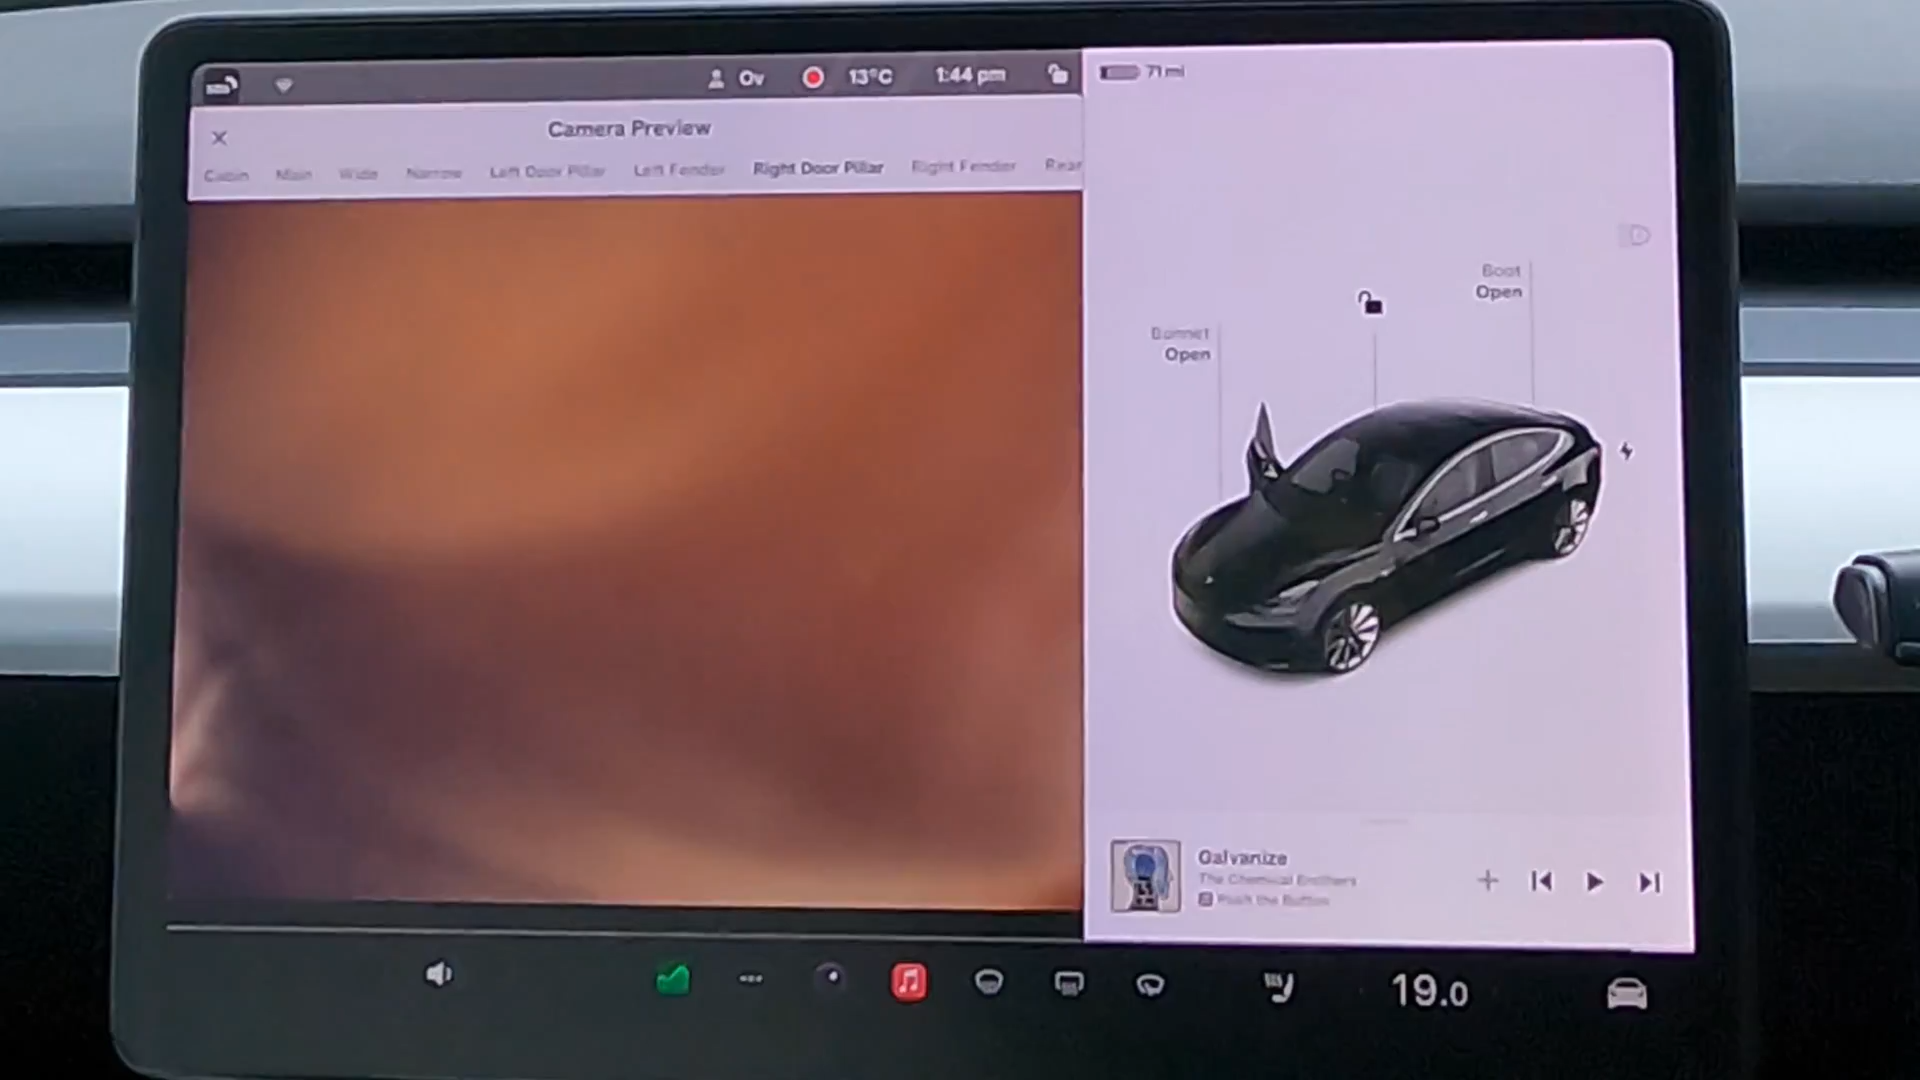 Ov 13°C 1:44 pm
71 mi
Camera Preview
Cabin Main Wide Narrow Left Door Pillar Left Fender Right Door Pillar Right Fender Rear
Boot
Open
Bonnet
Open
Galvanize
The Chemical Brothers
Push the Button
19.0